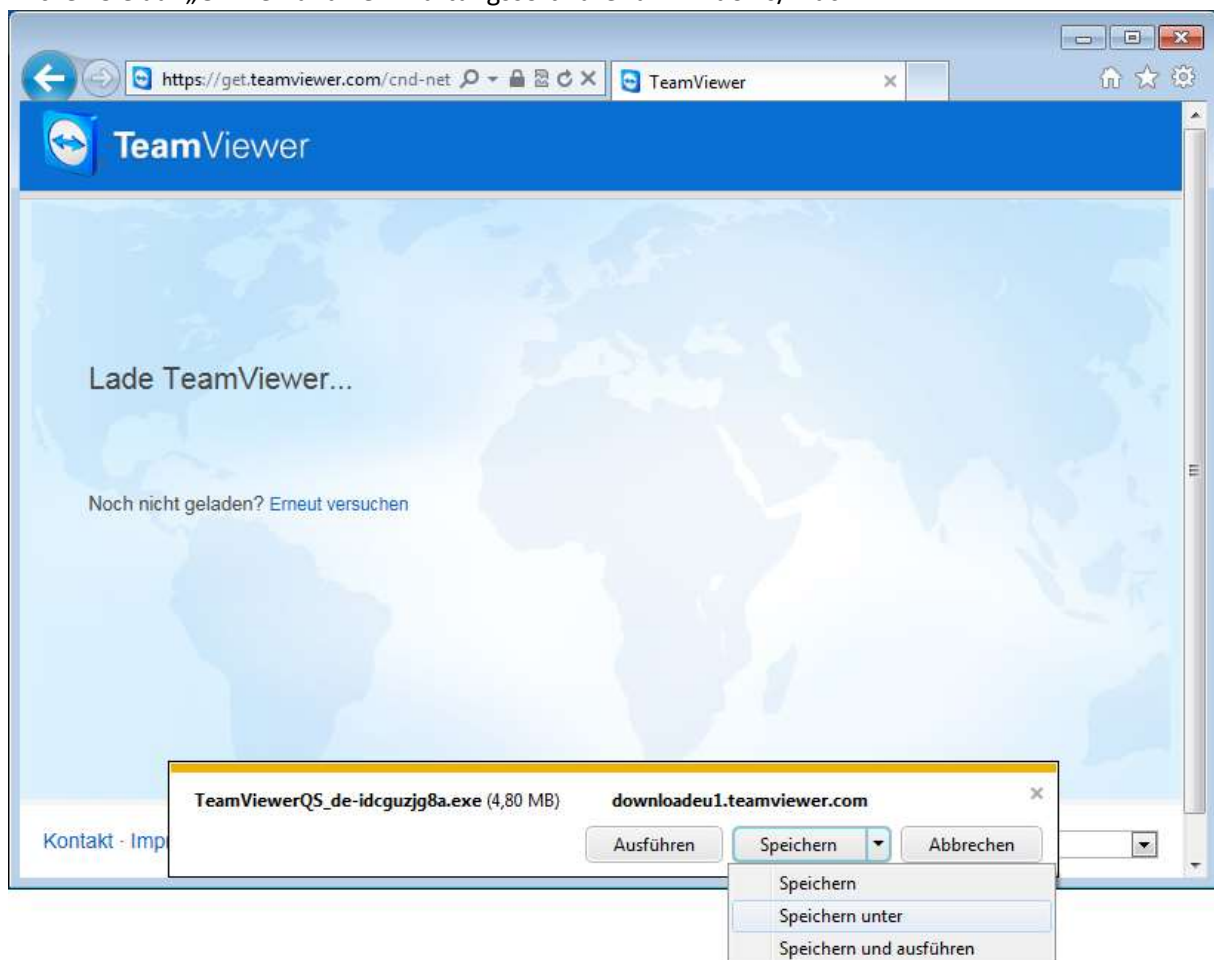 https://get.teamviewer.com/cnd-net
TeamViewer
TeamViewer
Lade TeamViewer...
Noch nicht geladen? Erneut versuchen
TeamViewerQS_de-idcguzjg8a.exe (4,80 MB) downloadeu1.teamviewer.com
Kontakt · Imp
Ausführen Speichern Abbrechen
Speichern
Speichern unter
Speichern und ausführen